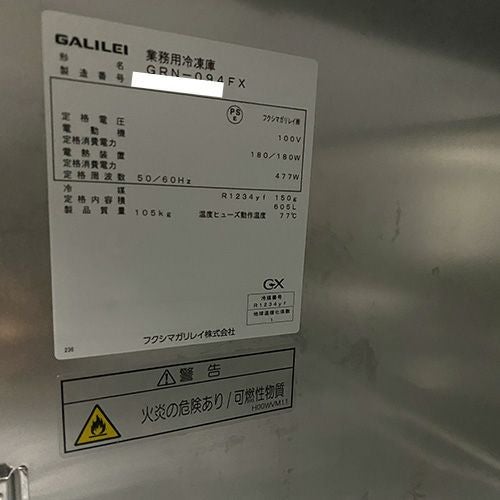 GALILEI 業務用冷凍庫
形名 GRN-094FX
製造番号
PS E フクシマガリレイ㈱
定格電圧 100V
電動機
定格消費電力 180/180W
電熱装置
定格消費電力 477W
定格周波数 50/60Hz
冷媒 R1234yf 150g
定格内容積 605L
製品質量 105kg 温度ヒューズ動作温度 77℃
GX
冷媒番号
R1234yf
地球温暖化係数
1
フクシマガリレイ株式会社
236
警告
火炎の危険あり/可燃性物質
H00WVM11